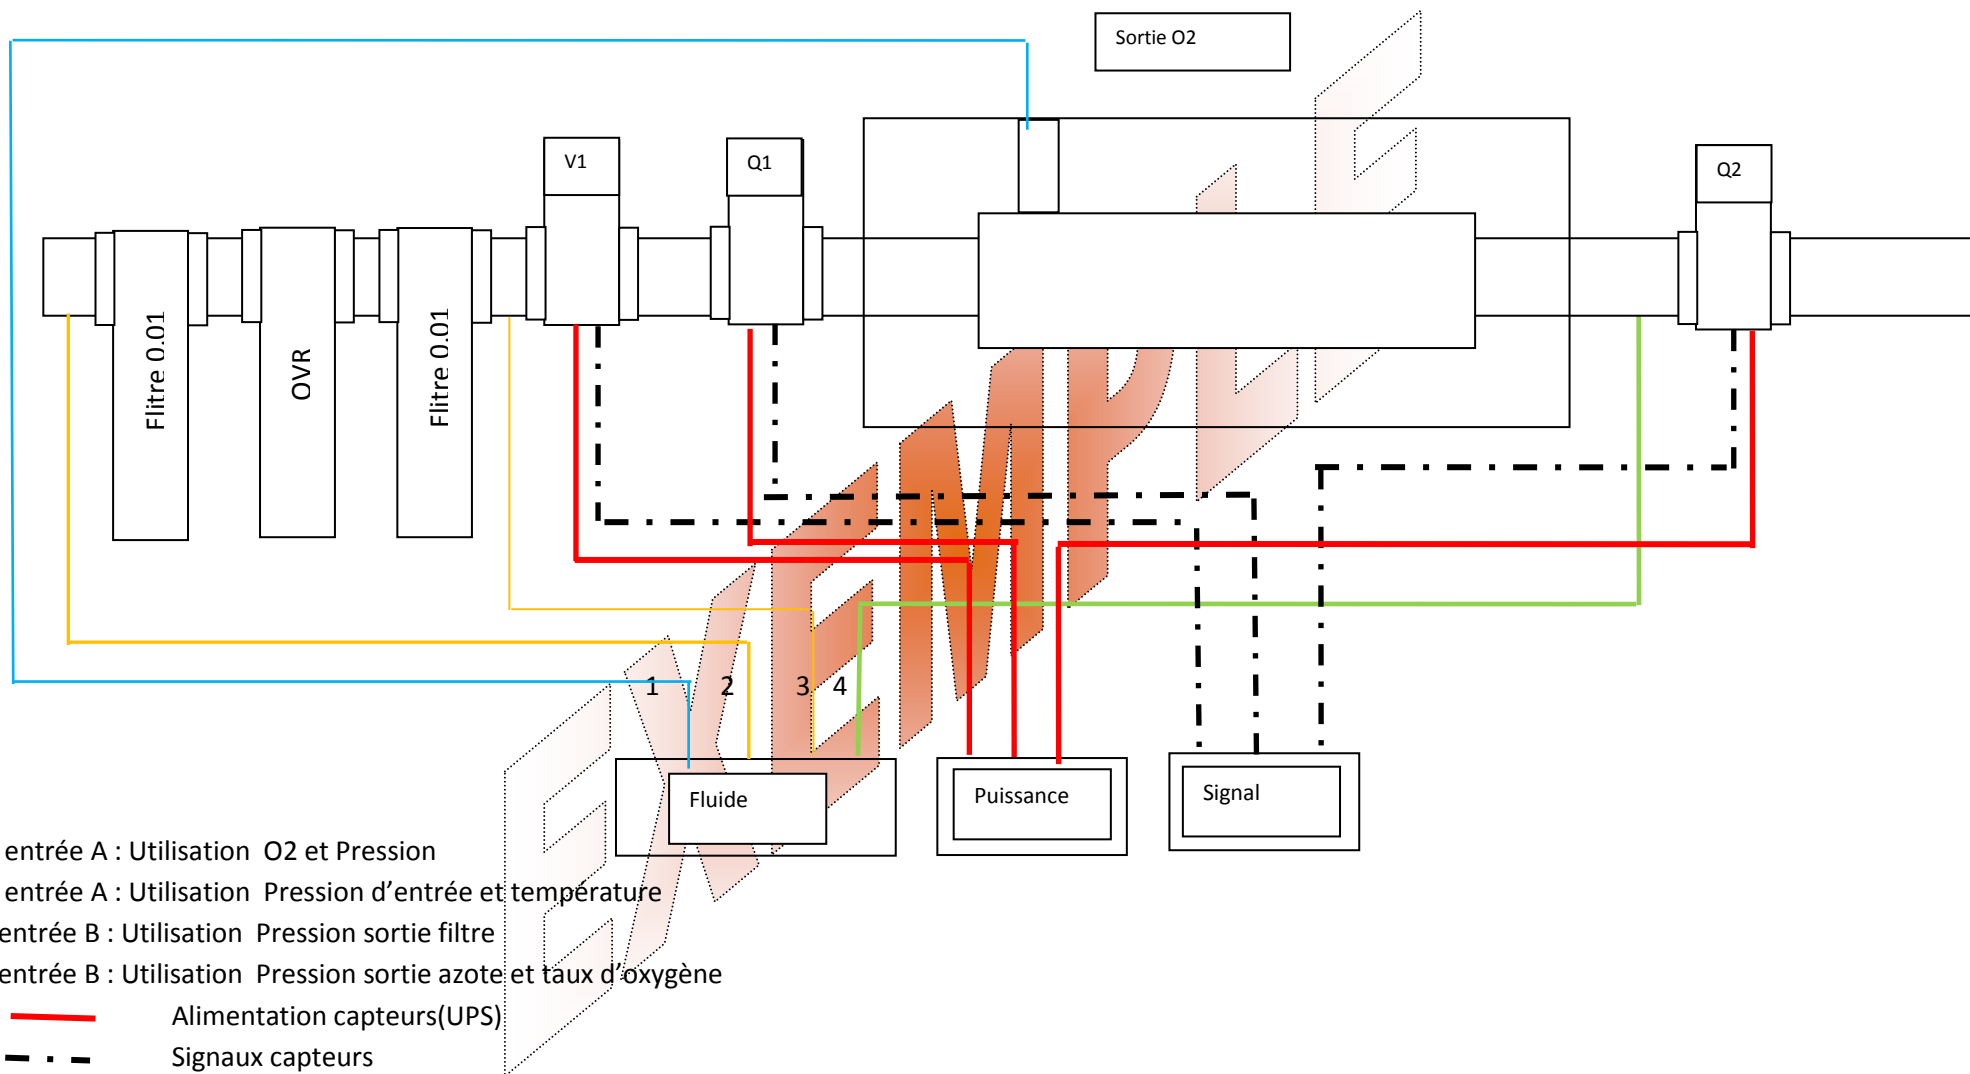 Sortie O2
V1
Q1
Q2
Flitre 0.01
OVR
Flitre 0.01
EXEMPLE
1 2 3 4
Fluide
Puissance
Signal
entrée A : Utilisation O2 et Pression
entrée A : Utilisation Pression d’entrée et température
entrée B : Utilisation Pression sortie filtre
entrée B : Utilisation Pression sortie azote et taux d’oxygène
Alimentation capteurs(UPS)
Signaux capteurs